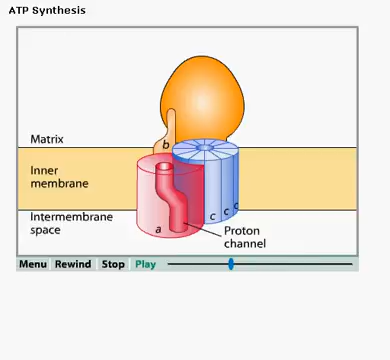 ATP Synthesis
Matrix
b
Inner
membrane
Intermembrane
space
a
c
c
c
Proton
channel
Menu Rewind Stop Play